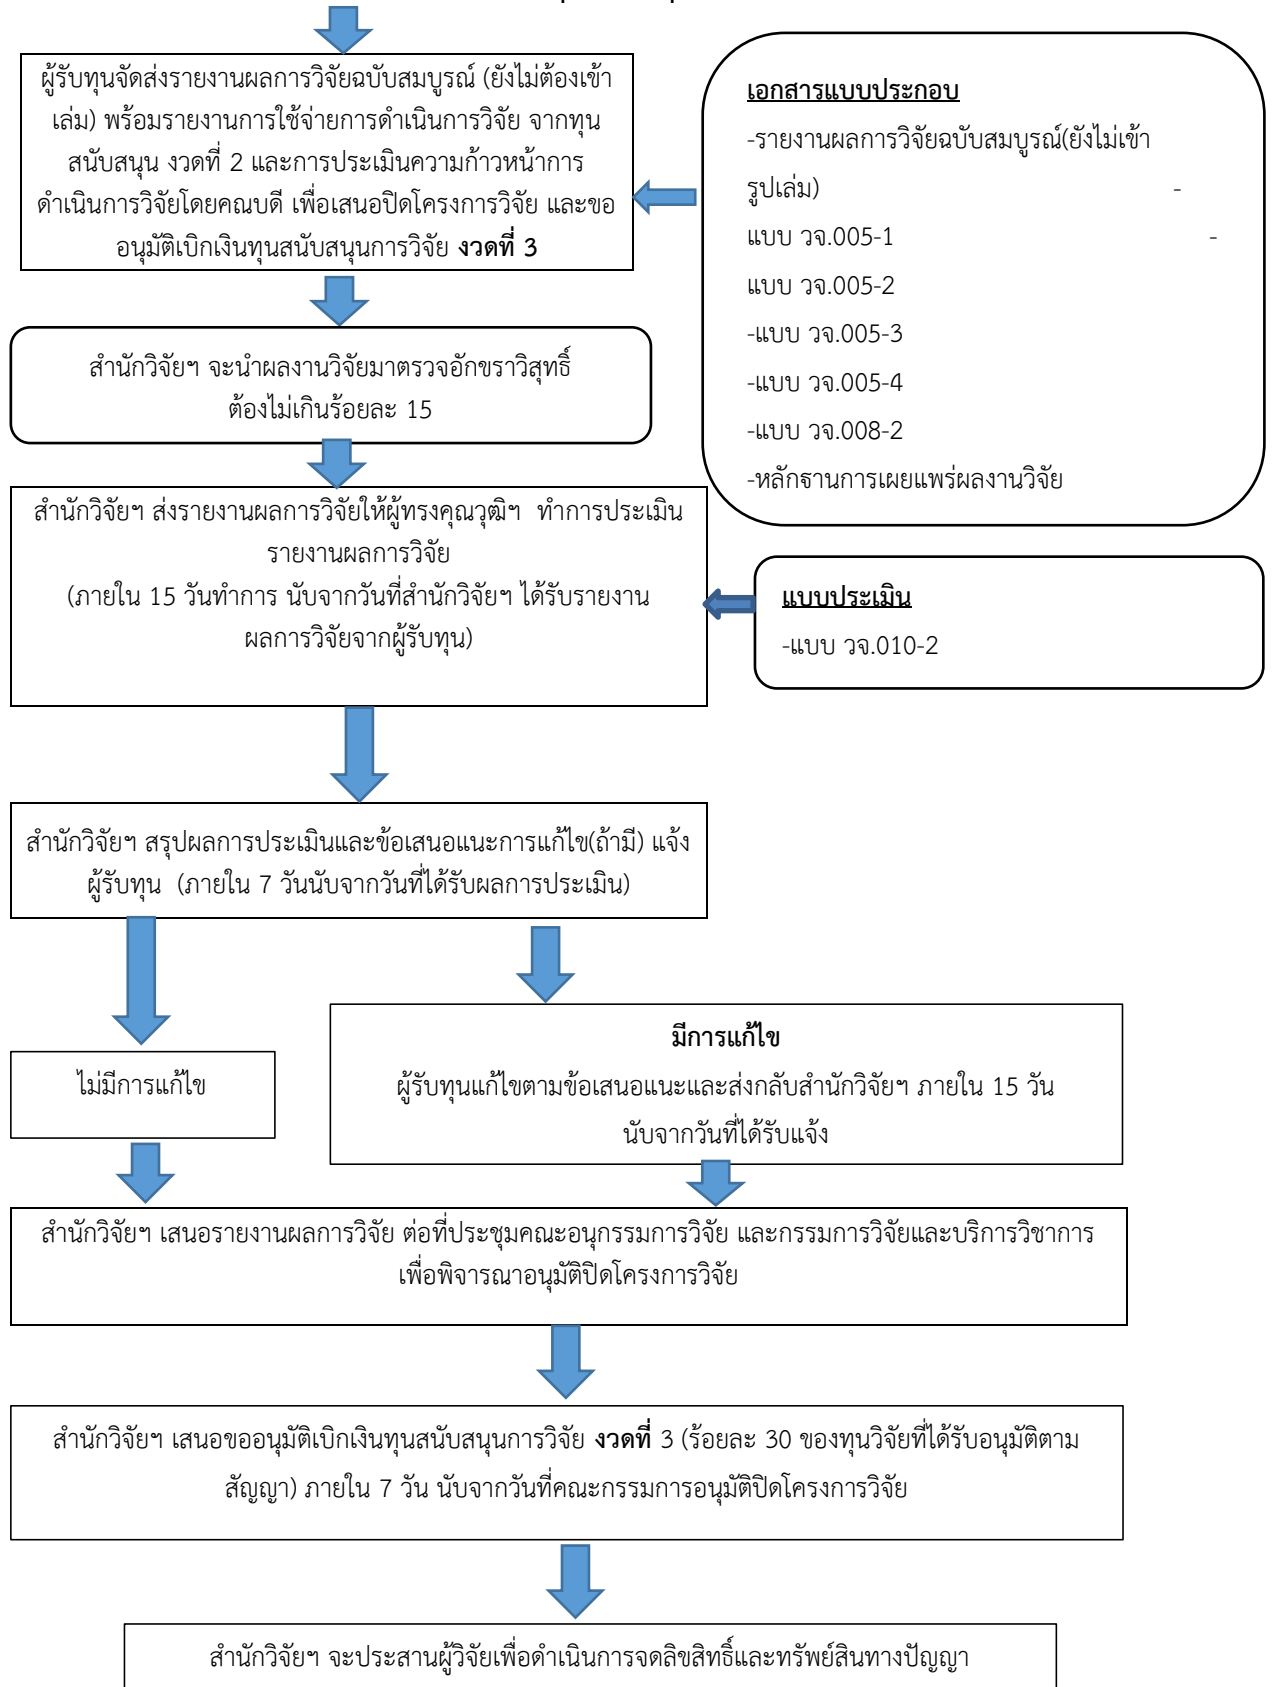 ผู้รับทุนจัดส่งรายงานผลการวิจัยฉบับสมบูรณ์ (ยังไม่ต้องเข้า
เล่ม) พร้อมรายงานการใช้จ่ายการดำเนินการวิจัย จากทุน
สนับสนุน งวดที่ 2 และการประเมินความก้าวหน้าการ
ดำเนินการวิจัยโดยคณบดี เพื่อเสนอปิดโครงการวิจัย และขอ
อนุมัติเบิกเงินทุนสนับสนุนการวิจัย งวดที่ 3
เอกสารแบบประกอบ
-รายงานผลการวิจัยฉบับสมบูรณ์(ยังไม่เข้า
รูปเล่ม) -
แบบ วจ.005-1 -
แบบ วจ.005-2
-แบบ วจ.005-3
-แบบ วจ.005-4
-แบบ วจ.008-2
-หลักฐานการเผยแพร่ผลงานวิจัย
สำนักวิจัยฯ จะนำผลงานวิจัยมาตรวจอักขราวิสุทธิ์
ต้องไม่เกินร้อยละ 15
สำนักวิจัยฯ ส่งรายงานผลการวิจัยให้ผู้ทรงคุณวุฒิฯ ทำการประเมิน
รายงานผลการวิจัย
(ภายใน 15 วันทำการ นับจากวันที่สำนักวิจัยฯ ได้รับรายงาน
ผลการวิจัยจากผู้รับทุน)
แบบประเมิน
-แบบ วจ.010-2
สำนักวิจัยฯ สรุปผลการประเมินและข้อเสนอแนะการแก้ไข(ถ้ามี) แจ้ง
ผู้รับทุน (ภายใน 7 วันนับจากวันที่ได้รับผลการประเมิน)
ไม่มีการแก้ไข
มีการแก้ไข
ผู้รับทุนแก้ไขตามข้อเสนอแนะและส่งกลับสำนักวิจัยฯ ภายใน 15 วัน
นับจากวันที่ได้รับแจ้ง
สำนักวิจัยฯ เสนอรายงานผลการวิจัย ต่อที่ประชุมคณะอนุกรรมการวิจัย และกรรมการวิจัยและบริการวิชาการ
เพื่อพิจารณาอนุมัติปิดโครงการวิจัย
สำนักวิจัยฯ เสนอขออนุมัติเบิกเงินทุนสนับสนุนการวิจัย งวดที่ 3 (ร้อยละ 30 ของทุนวิจัยที่ได้รับอนุมัติตาม
สัญญา) ภายใน 7 วัน นับจากวันที่คณะกรรมการอนุมัติปิดโครงการวิจัย
สำนักวิจัยฯ จะประสานผู้วิจัยเพื่อดำเนินการจดลิขสิทธิ์และทรัพย์สินทางปัญญา